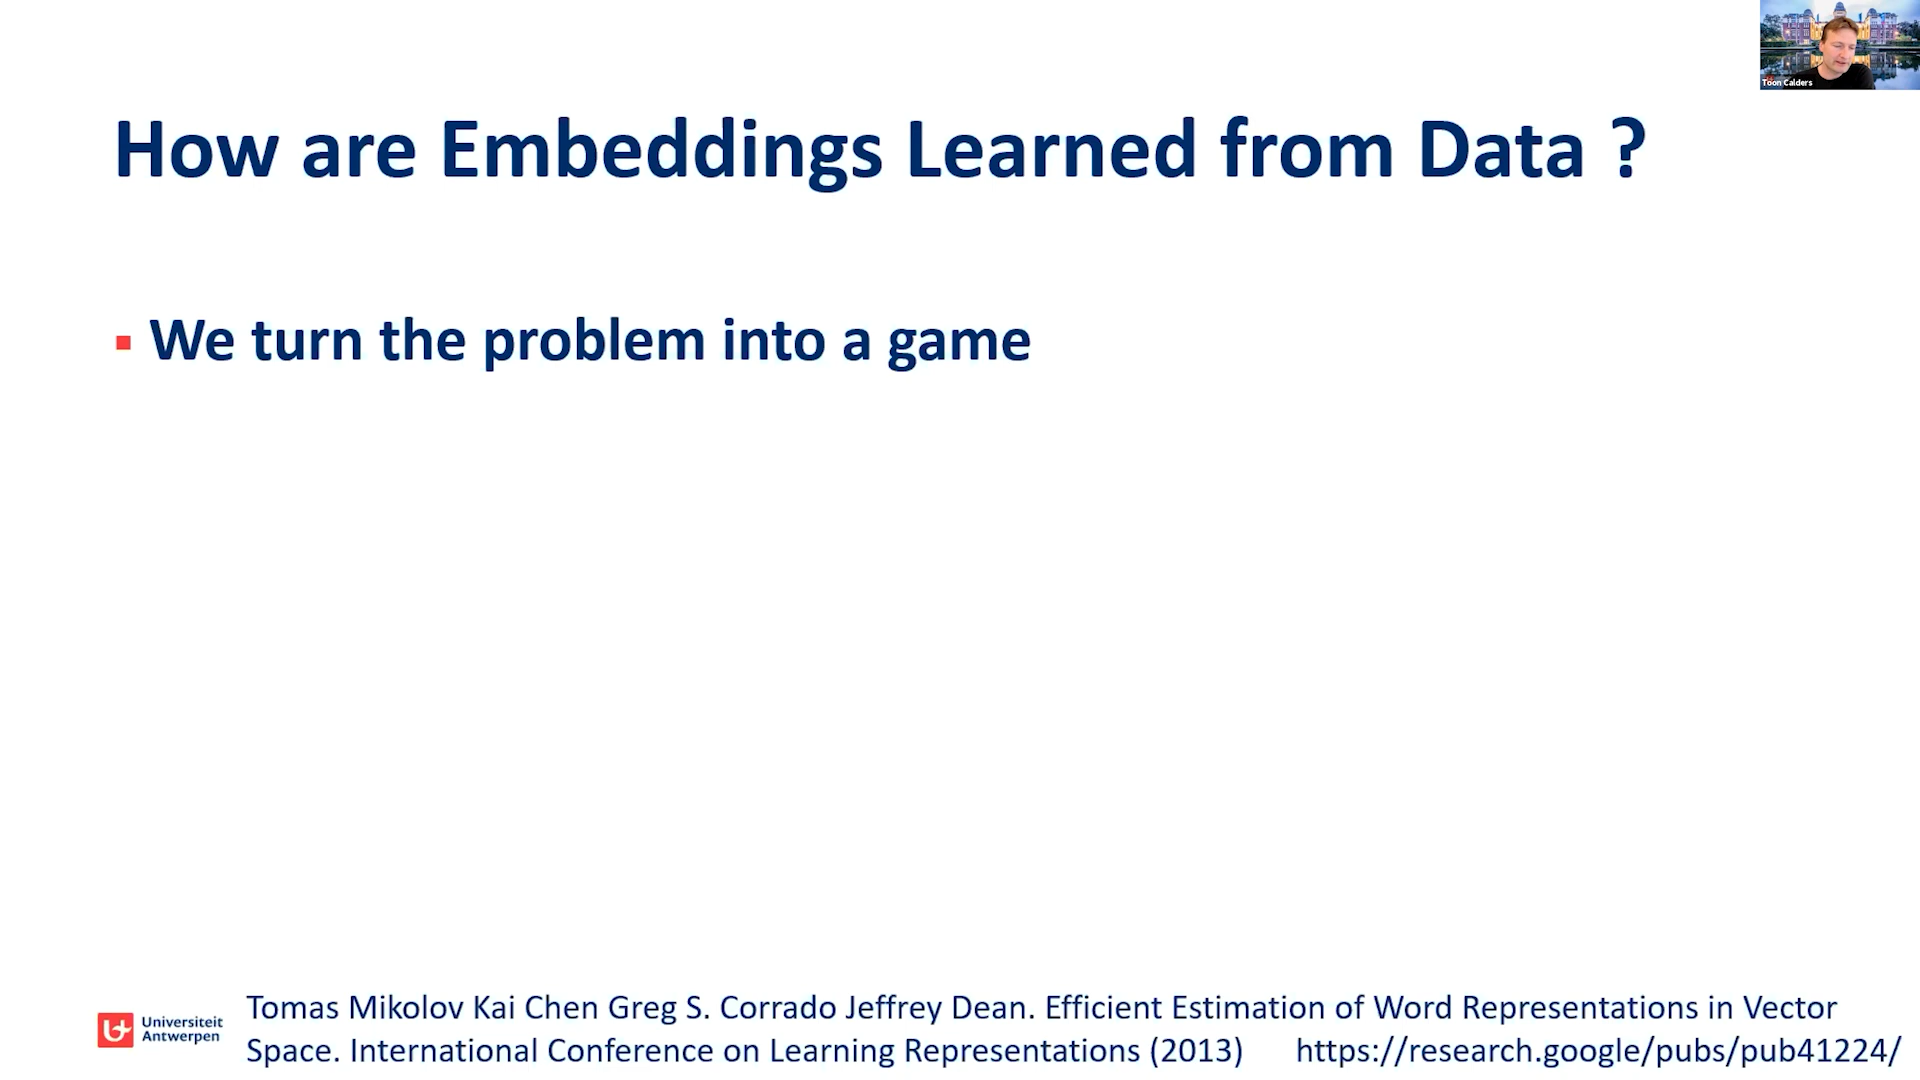 Toon Calders
How are Embeddings Learned from Data ?
▪ We turn the problem into a game
Universiteit
Antwerpen
Tomas Mikolov Kai Chen Greg S. Corrado Jeffrey Dean. Efficient Estimation of Word Representations in Vector
Space. International Conference on Learning Representations (2013) https://research.google/pubs/pub41224/